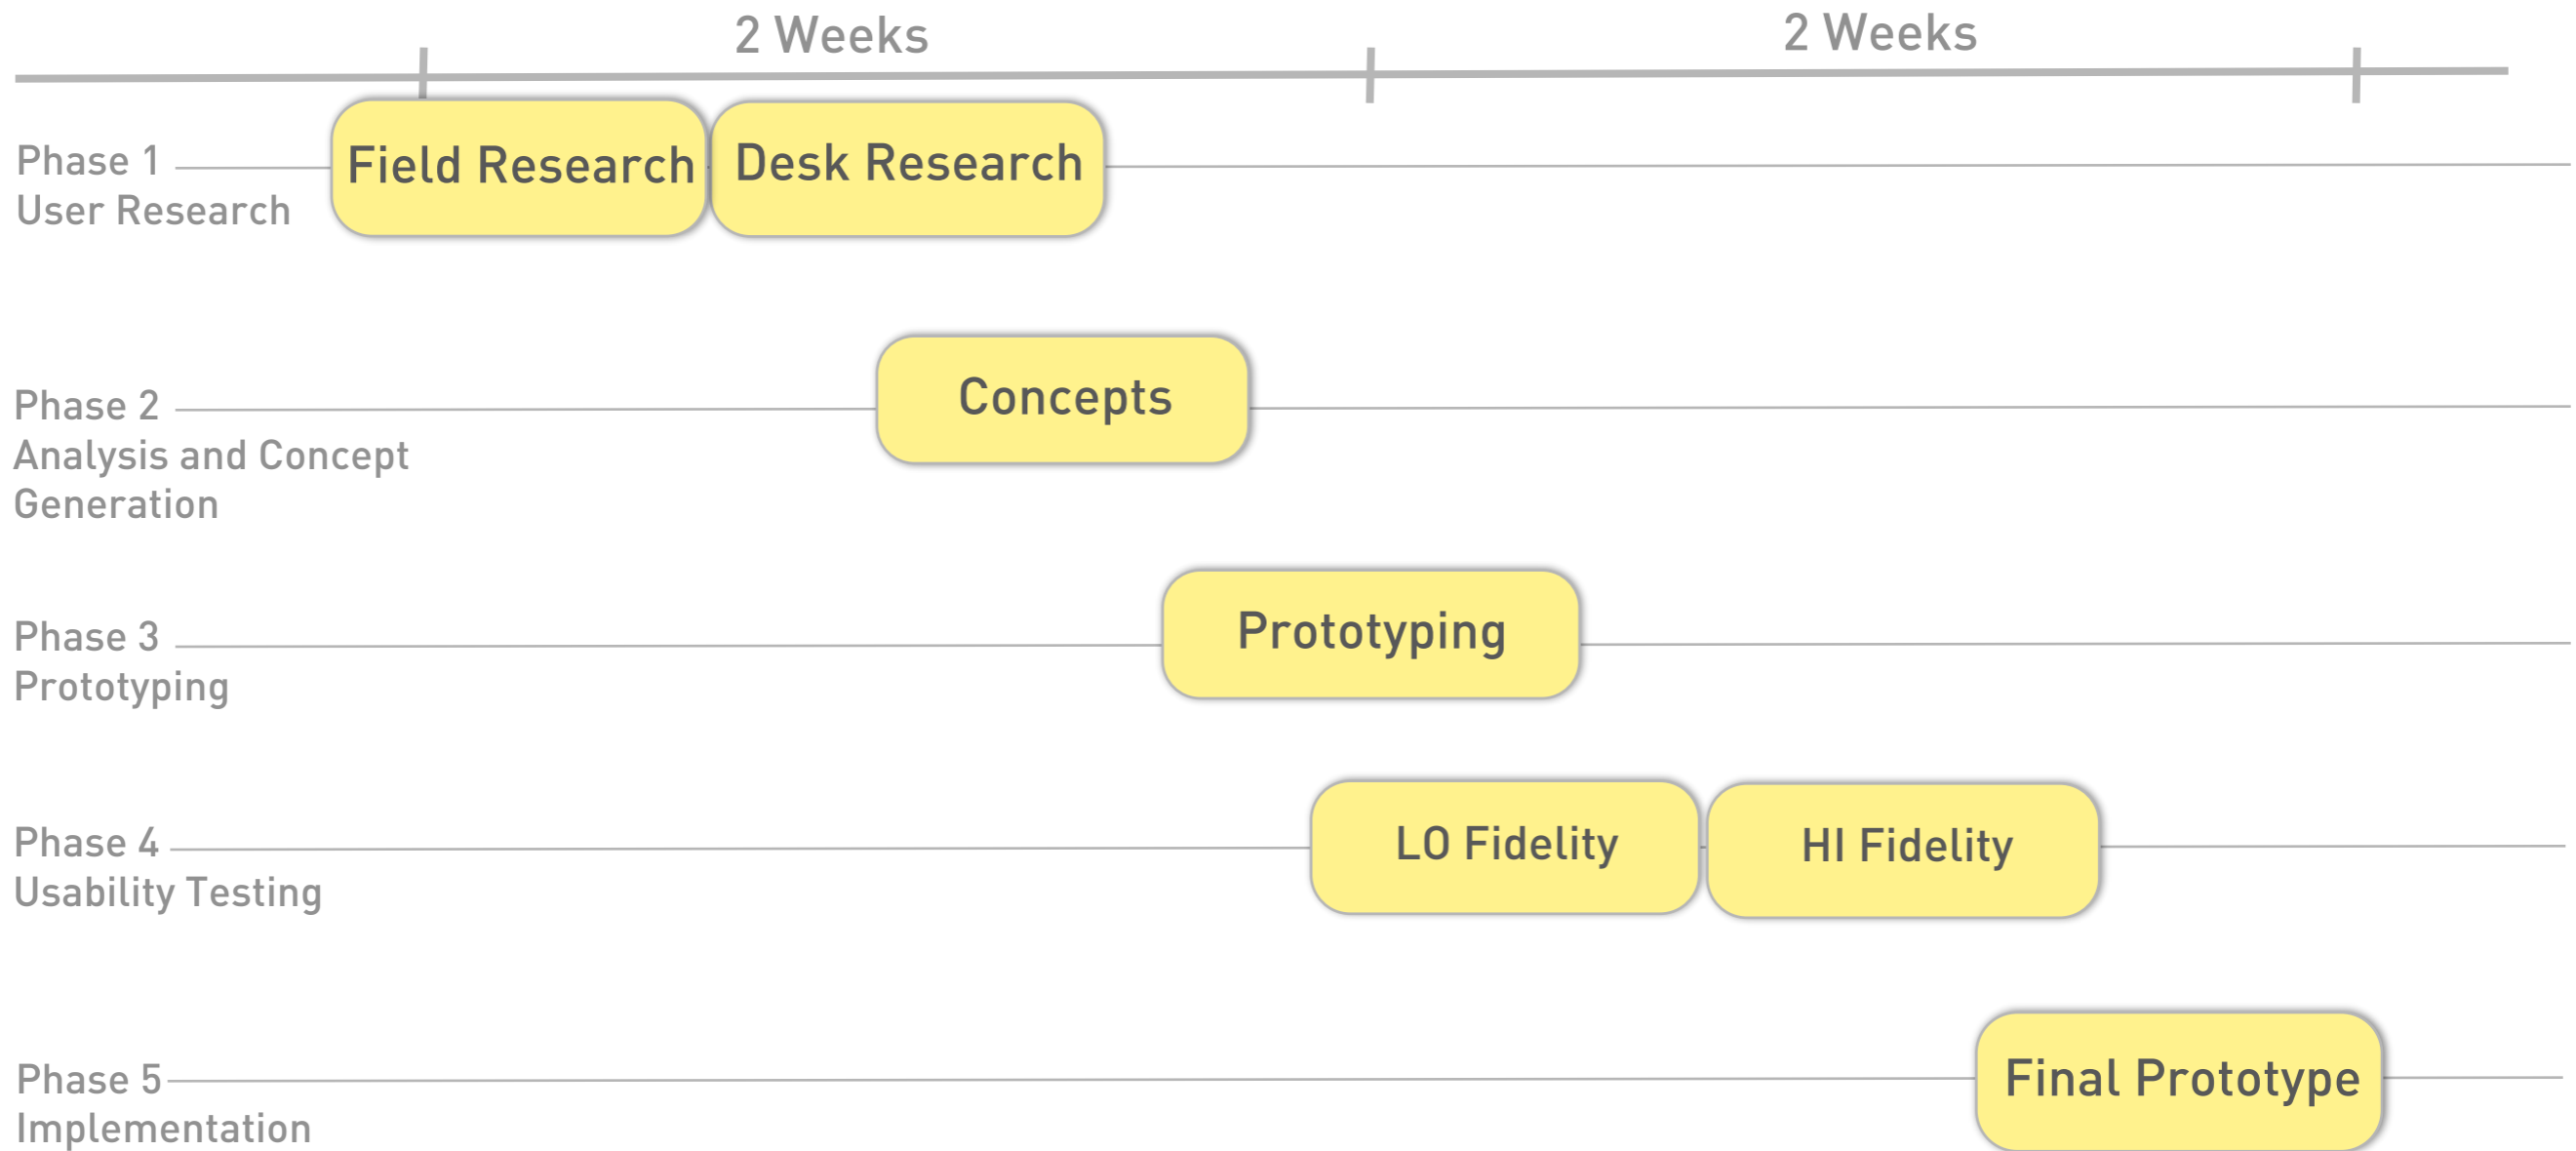 2 Weeks
2 Weeks
Phase 1
User Research
Field Research
Desk Research
Phase 2
Analysis and Concept
Generation
Concepts
Phase 3
Prototyping
Prototyping
Phase 4
Usability Testing
LO Fidelity
HI Fidelity
Phase 5
Implementation
Final Prototype